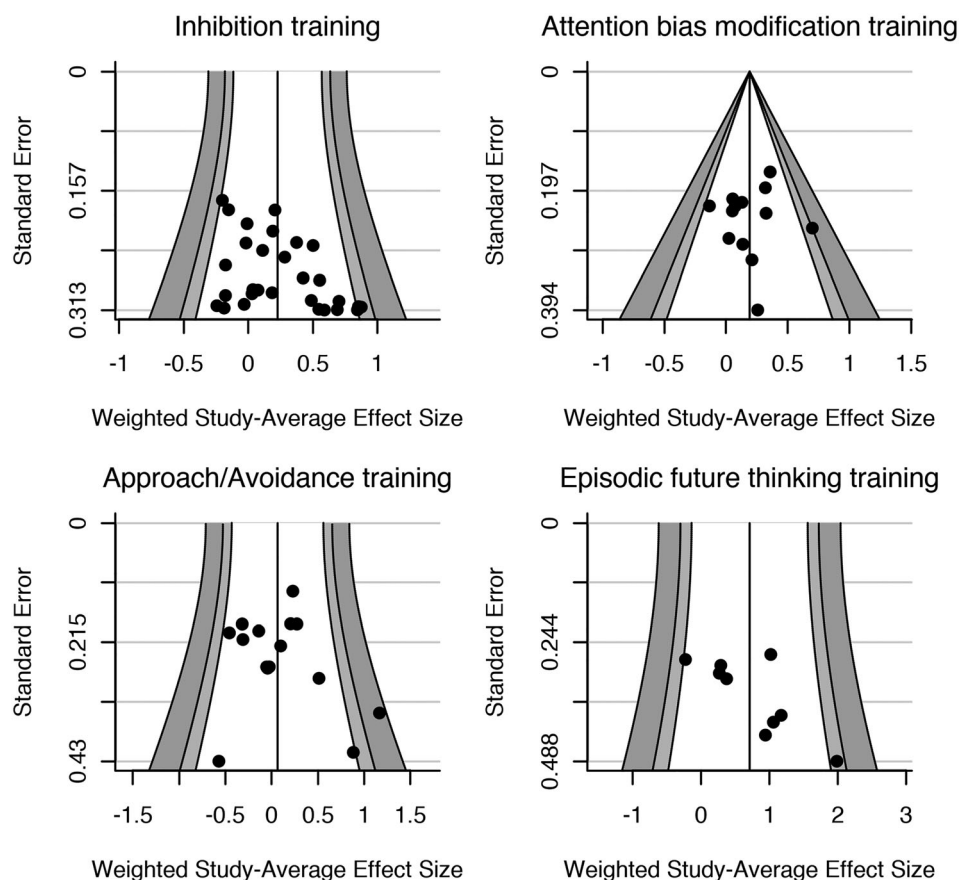 Inhibition training
Standard Error
0
0.157
0.313
-1
-0.5
0
0.5
1
Weighted Study-Average Effect Size
Attention bias modification training
Standard Error
0
0.197
0.394
-1
-0.5
0
0.5
1
1.5
Weighted Study-Average Effect Size
Approach/Avoidance training
Standard Error
0
0.215
0.43
-1.5
-0.5
0
0.5
1.5
Weighted Study-Average Effect Size
Episodic future thinking training
Standard Error
0
0.244
0.488
-1
0
1
2
3
Weighted Study-Average Effect Size